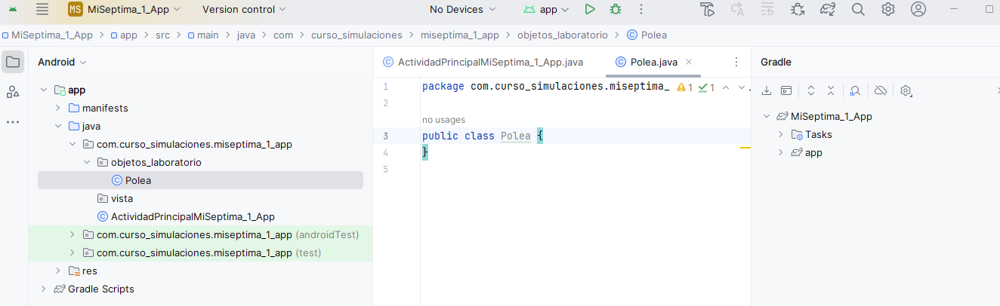 MS MiSeptima_1_App Version control No Devices app
MiSeptima_1_App app src main java com curso_simulaciones miseptima_1_app objetos_laboratorio Polea
Android
app
manifests
java
com.curso_simulaciones.miseptima_1_app
objetos_laboratorio
Polea
vista
ActividadPrincipalMiSeptima_1_App
com.curso_simulaciones.miseptima_1_app (androidTest)
com.curso_simulaciones.miseptima_1_app (test)
res
Gradle Scripts
ActividadPrincipalMiSeptima_1_App.java Polea.java
1 package com.curso_simulaciones.miseptima_ 1 1
2
no usages
3 public class Polea {
4 }
5
Gradle
MiSeptima_1_App
Tasks
app